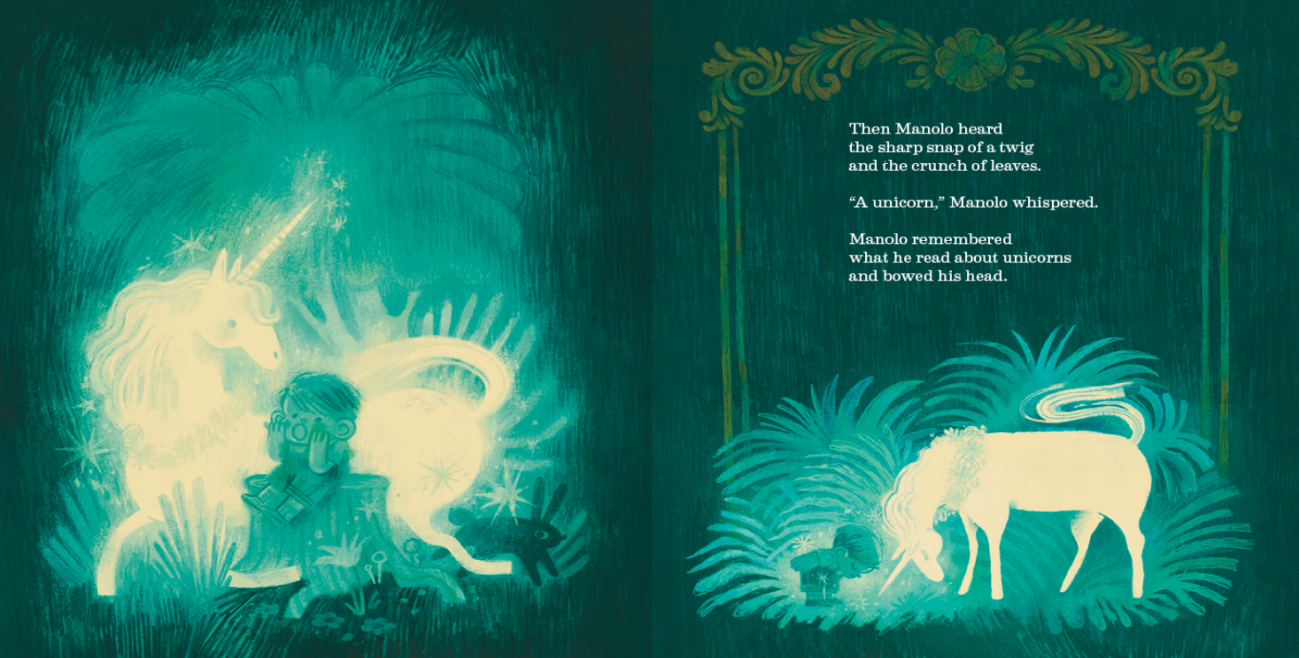 Then Manolo heard
the sharp snap of a twig
and the crunch of leaves.
“A unicorn,” Manolo whispered.
Manolo remembered
what he read about unicorns
and bowed his head.